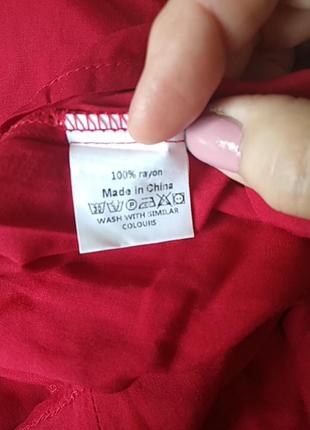 100% rayon
Made in China
WASH WITH SIMILAR
COLOURS